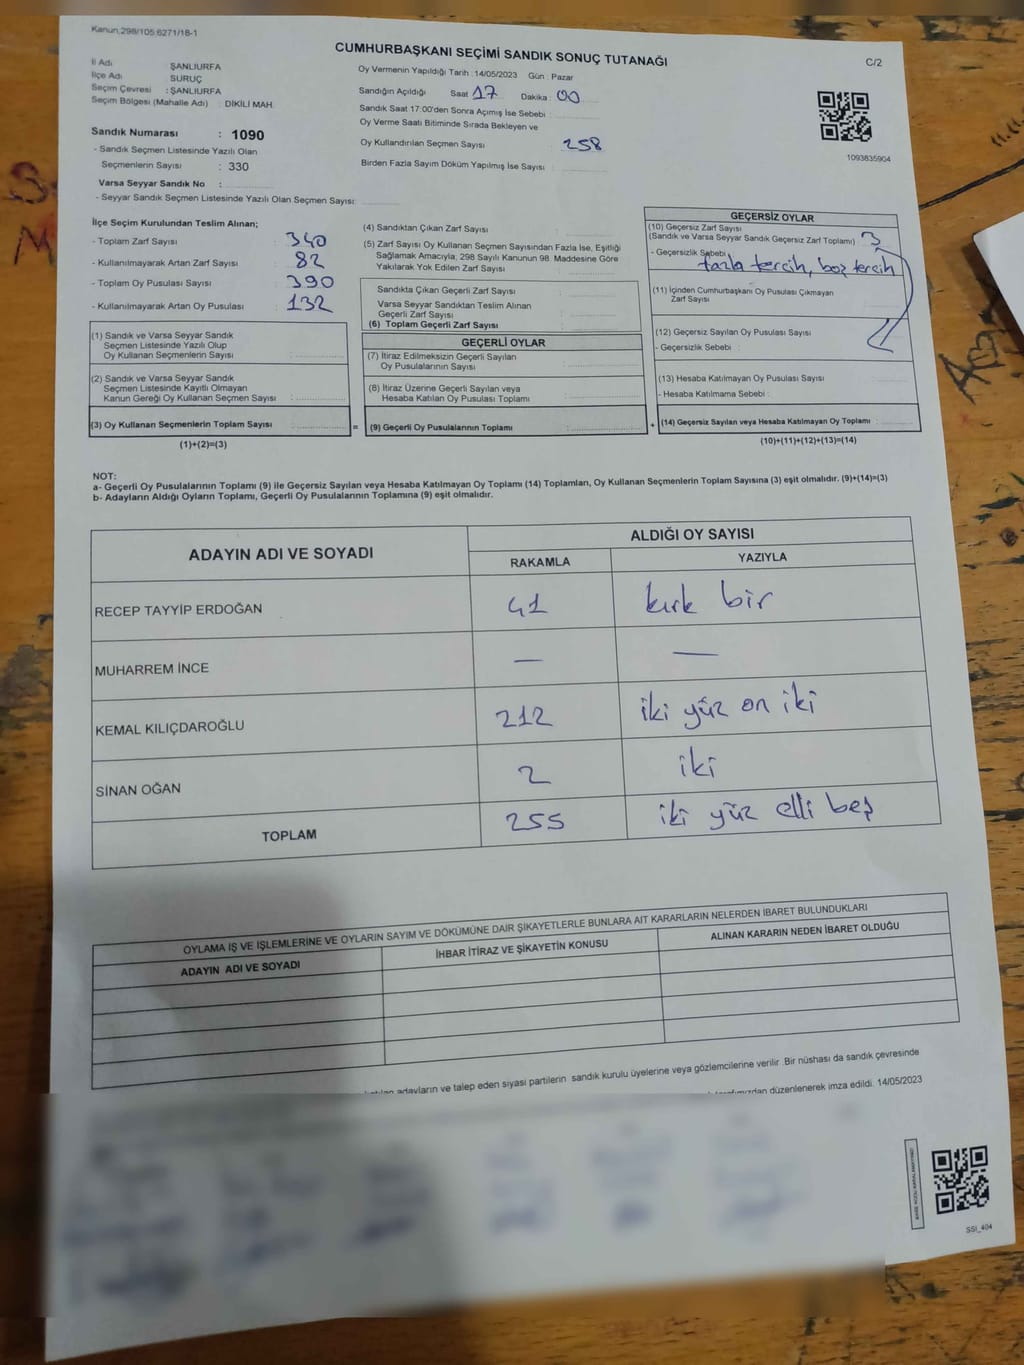 Kanun;298/105;6271/18-1
CUMHURBAŞKANI SEÇİMİ SANDIK SONUÇ TUTANAĞI
C/2
İl Adı ŞANLIURFA
İlçe Adı SURUÇ
Seçim Çevresi : ŞANLIURFA
Seçim Bölgesi (Mahalle Adı) : DİKİLİ MAH.
Sandık Numarası : 1090
- Sandık Seçmen Listesinde Yazılı Olan
Seçmenlerin Sayısı : 330
Varsa Seyyar Sandık No :
- Seyyar Sandık Seçmen Listesinde Yazılı Olan Seçmen Sayısı:
Oy Vermenin Yapıldığı Tarih : 14/05/2023 Gün : Pazar
Sandığın Açıldığı Saat 17 Dakika : 00
Sandık Saat 17:00'den Sonra Açımış İse Sebebi :
Oy Verme Saati Bitiminde Sırada Bekleyen ve
Oy Kullandırılan Seçmen Sayısı : 258
Birden Fazla Sayım Döküm Yapılmış İse Sayısı :
1093835904
İlçe Seçim Kurulundan Teslim Alınan;
- Toplam Zarf Sayısı : 340
- Kullanılmayarak Artan Zarf Sayısı : 82
- Toplam Oy Pusulası Sayısı : 390
- Kullanılmayarak Artan Oy Pusulası : 132
(1) Sandık ve Varsa Seyyar Sandık
Seçmen Listesinde Yazılı Olup
Oy Kullanan Seçmenlerin Sayısı :
(2) Sandık ve Varsa Seyyar Sandık
Seçmen Listesinde Kayıtlı Olmayan
Kanun Gereği Oy Kullanan Seçmen Sayısı :
(3) Oy Kullanan Seçmenlerin Toplam Sayısı :
(1)+(2)=(3)
(4) Sandıktan Çıkan Zarf Sayısı :
(5) Zarf Sayısı Oy Kullanan Seçmen Sayısından Fazla İse, Eşitliği
Sağlamak Amacıyla; 298 Sayılı Kanunun 98. Maddesine Göre
Yakılarak Yok Edilen Zarf Sayısı :
Sandıkta Çıkan Geçerli Zarf Sayısı :
Varsa Seyyar Sandıktan Teslim Alınan
Geçerli Zarf Sayısı :
(6) Toplam Geçerli Zarf Sayısı :
GEÇERLİ OYLAR
(7) İtiraz Edilmeksizin Geçerli Sayılan
Oy Pusulalarının Sayısı :
(8) İtiraz Üzerine Geçerli Sayılan veya
Hesaba Katılan Oy Pusulası Toplamı :
= (9) Geçerli Oy Pusulalarının Toplamı :
GEÇERSİZ OYLAR
(10) Geçersiz Zarf Sayısı
(Sandık ve Varsa Seyyar Sandık Geçersiz Zarf Toplamı) : 3
- Geçersizlik Sebebi :
fazla tercih, boş tercih
(11) İçinden Cumhurbaşkanı Oy Pusulası Çıkmayan
Zarf Sayısı :
(12) Geçersiz Sayılan Oy Pusulası Sayısı :
- Geçersizlik Sebebi :
(13) Hesaba Katılmayan Oy Pusulası Sayısı :
- Hesaba Katılmama Sebebi :
+ (14) Geçersiz Sayılan veya Hesaba Katılmayan Oy Toplamı :
(10)+(11)+(12)+(13)=(14)
NOT:
a- Geçerli Oy Pusulalarının Toplamı (9) ile Geçersiz Sayılan veya Hesaba Katılmayan Oy Toplamı (14) Toplamları, Oy Kullanan Seçmenlerin Toplam Sayısına (3) eşit olmalıdır. (9)+(14)=(3)
b- Adayların Aldığı Oyların Toplamı, Geçerli Oy Pusulalarının Toplamına (9) eşit olmalıdır.
ADAYIN ADI VE SOYADI
ALDIĞI OY SAYISI
RAKAMLA YAZIYLA
RECEP TAYYİP ERDOĞAN 41 kırk bir
MUHARREM İNCE — —
KEMAL KILIÇDAROĞLU 212 iki yüz on iki
SİNAN OĞAN 2 iki
TOPLAM 255 iki yüz elli beş
OYLAMA İŞ VE İŞLEMLERİNE VE OYLARIN SAYIM VE DÖKÜMÜNE DAİR ŞİKAYETLERLE BUNLARA AİT KARARLARIN NELERDEN İBARET BULUNDUKLARI
ADAYIN ADI VE SOYADI İHBAR İTİRAZ VE ŞİKAYETİN KONUSU ALINAN KARARIN NEDEN İBARET OLDUĞU
adayların ve talep eden siyasi partilerin sandık kurulu üyelerine veya gözlemcilerine verilir .Bir nüshası da sandık çevresinde
düzenlenerek imza edildi. 14/05/2023
SSİ_404